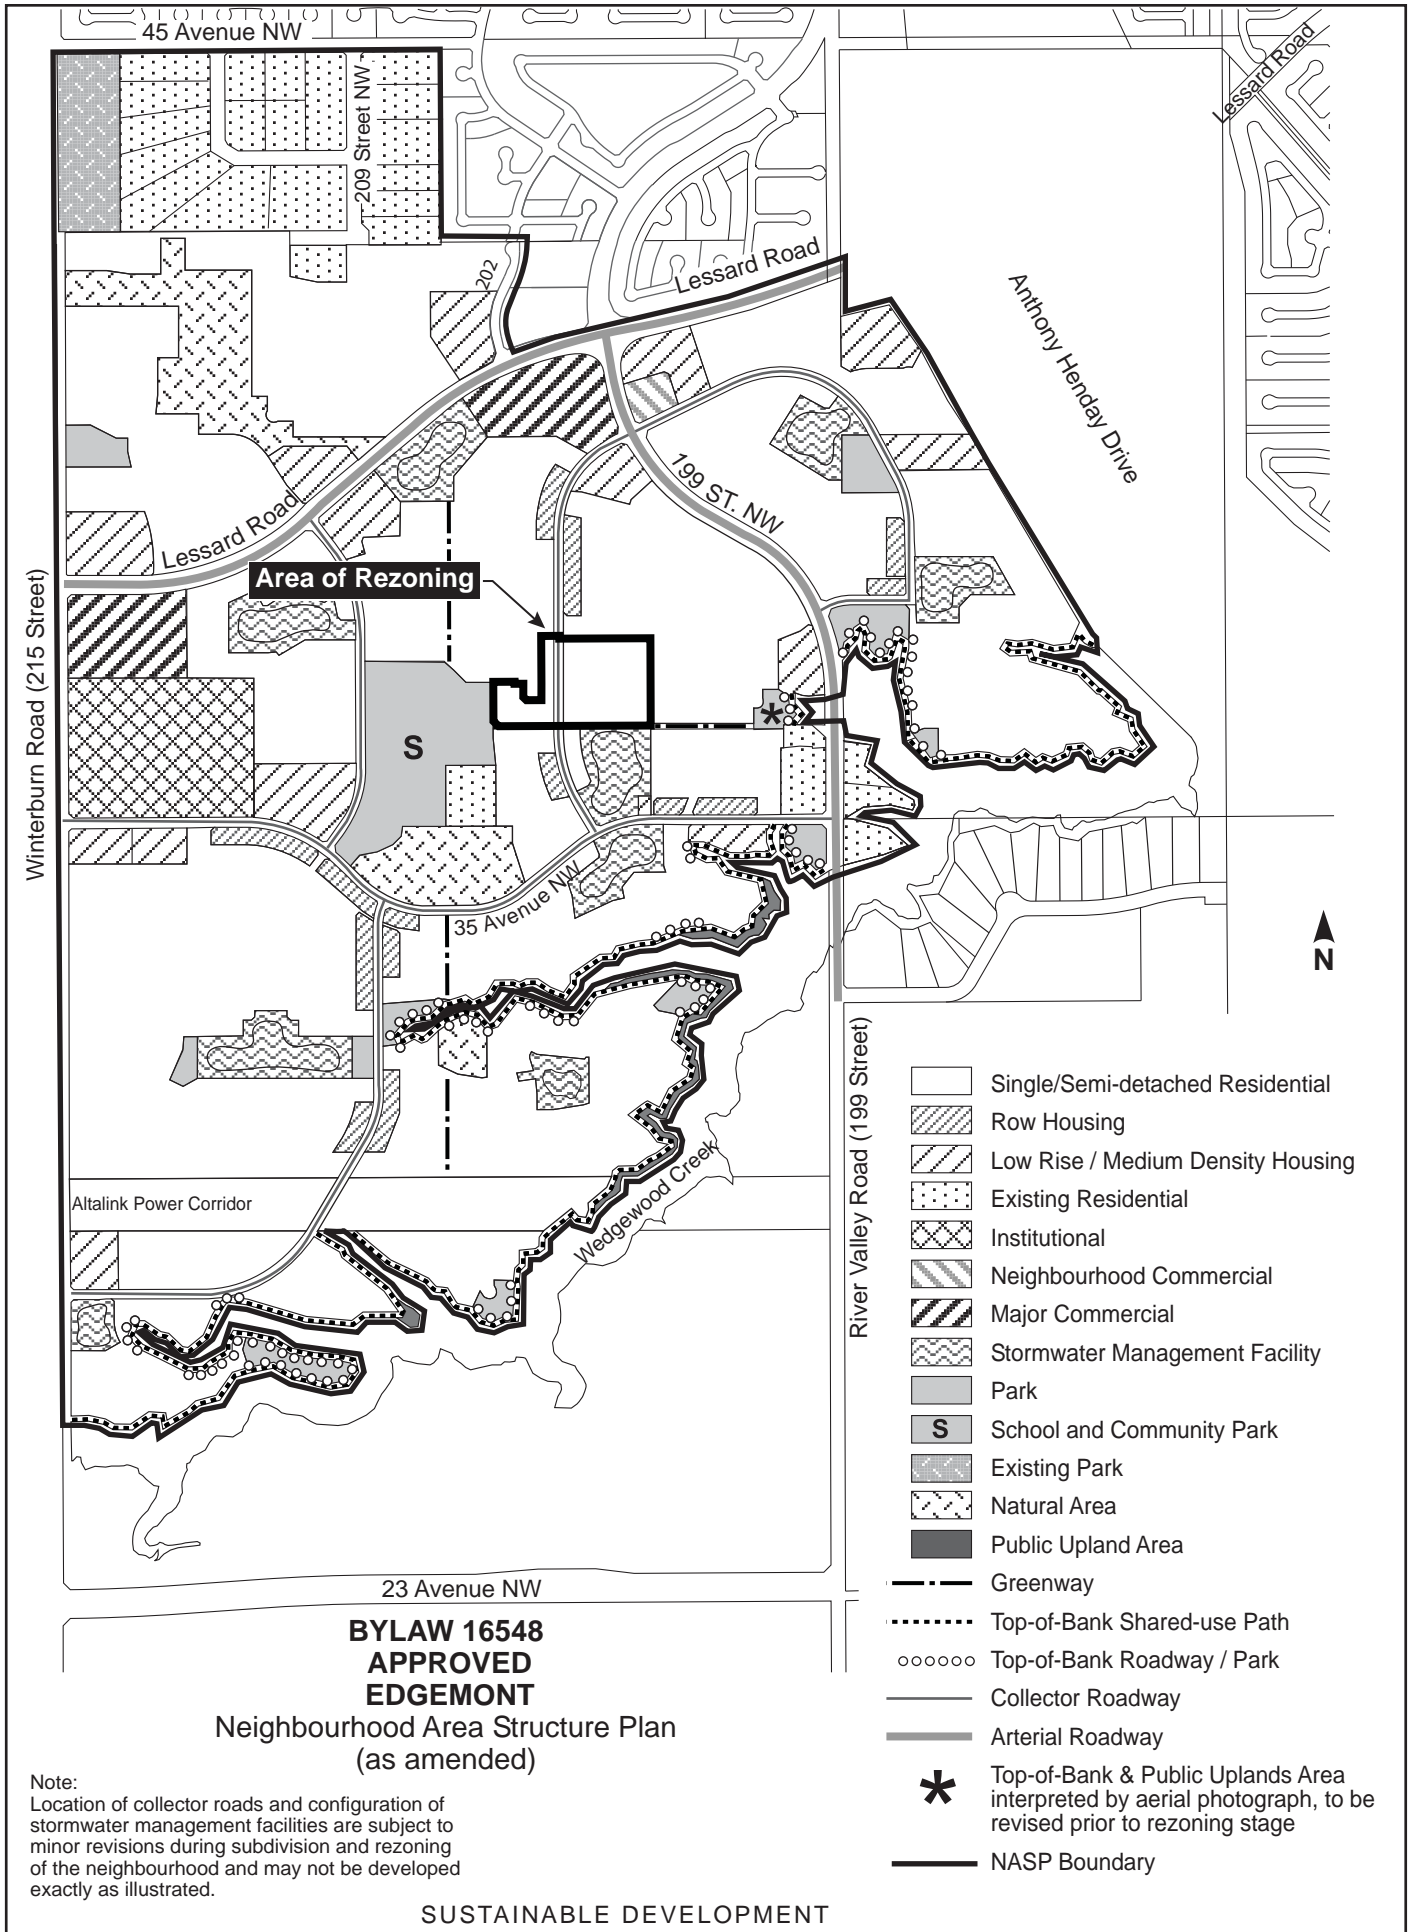 45 Avenue NW
209 Street NW
Lessard Road
202
Lessard Road
Anthony Henday Drive
199 ST. NW
Lessard Road
Area of Rezoning
Winterburn Road (215 Street)
S
*
35 Avenue NW
N
River Valley Road (199 Street)
Wedgewood Creek
Altalink Power Corridor
23 Avenue NW
Single/Semi-detached Residential
Row Housing
Low Rise / Medium Density Housing
Existing Residential
Institutional
Neighbourhood Commercial
Major Commercial
Stormwater Management Facility
Park
S School and Community Park
Existing Park
Natural Area
Public Upland Area
Greenway
Top-of-Bank Shared-use Path
Top-of-Bank Roadway / Park
Collector Roadway
Arterial Roadway
* Top-of-Bank & Public Uplands Area
interpreted by aerial photograph, to be
revised prior to rezoning stage
NASP Boundary
BYLAW 16548
APPROVED
EDGEMONT
Neighbourhood Area Structure Plan
(as amended)
Note:
Location of collector roads and configuration of
stormwater management facilities are subject to
minor revisions during subdivision and rezoning
of the neighbourhood and may not be developed
exactly as illustrated.
SUSTAINABLE DEVELOPMENT